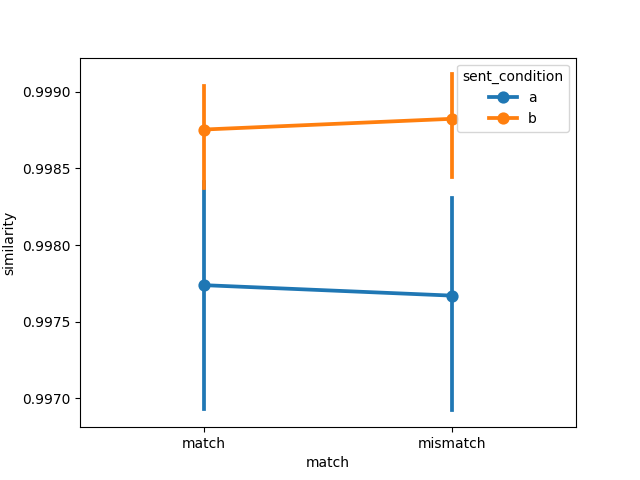 sent_condition
a
b
0.9990
0.9985
0.9980
0.9975
0.9970
similarity
match
mismatch
match